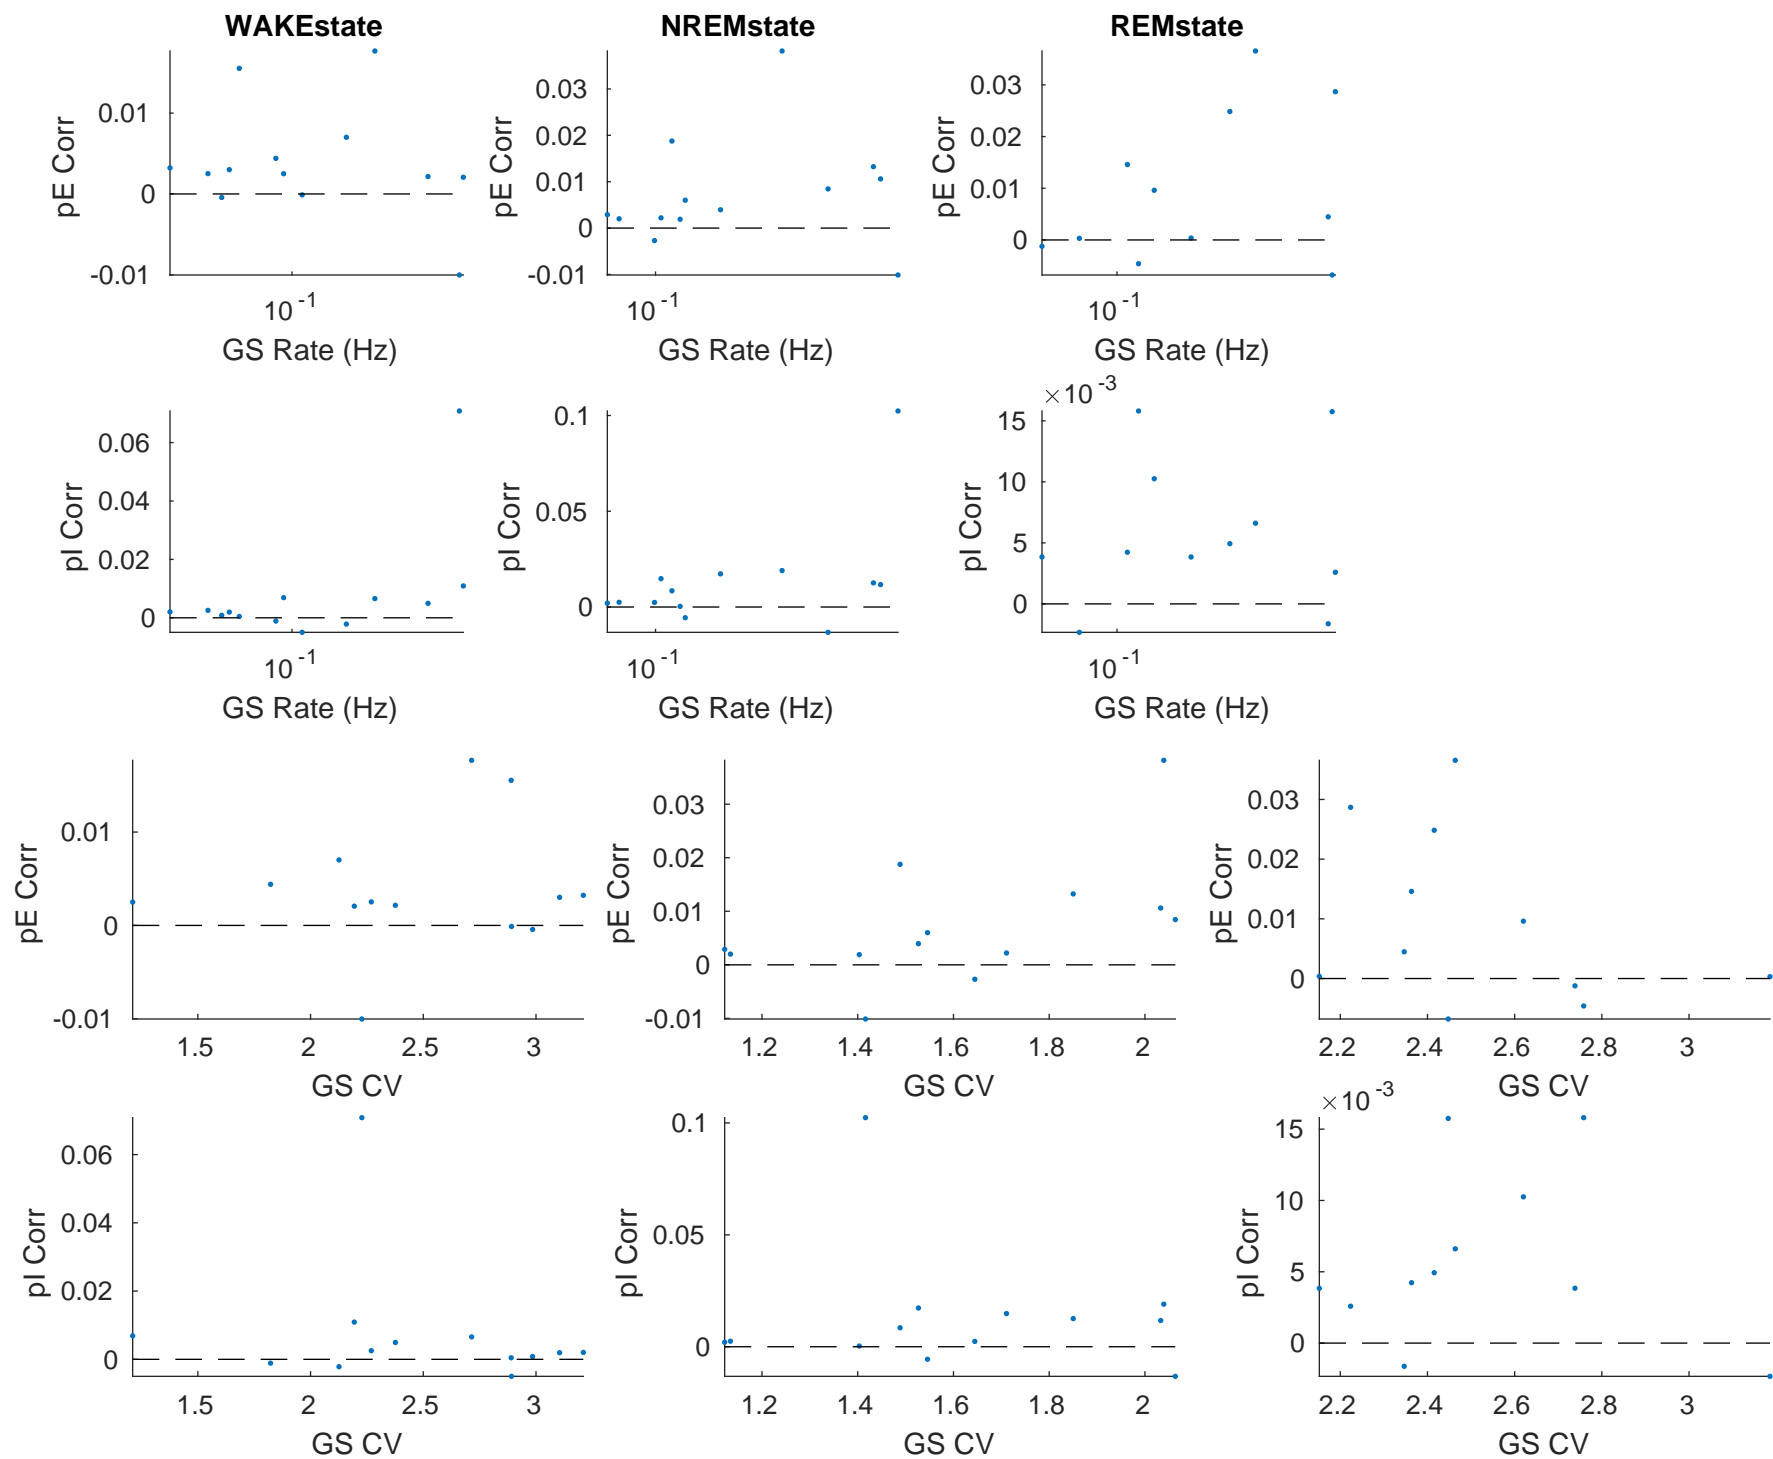 WAKEstate NREMstate REMstate
pE Corr 0.01 0 -0.01 10 -1 GS Rate (Hz)
pE Corr 0.03 0.02 0.01 0 -0.01 10 -1 GS Rate (Hz)
pE Corr 0.03 0.02 0.01 0 10 -1 GS Rate (Hz)
pI Corr 0.06 0.04 0.02 0 10 -1 GS Rate (Hz)
pI Corr 0.1 0.05 0 10 -1 GS Rate (Hz)
×10 -3
pI Corr 15 10 5 0 10 -1 GS Rate (Hz)
pE Corr 0.01 0 -0.01 1.5 2 2.5 3 GS CV
pE Corr 0.03 0.02 0.01 0 -0.01 1.2 1.4 1.6 1.8 2 GS CV
pE Corr 0.03 0.02 0.01 0 2.2 2.4 2.6 2.8 3 GS CV
pI Corr 0.06 0.04 0.02 0 1.5 2 2.5 3 GS CV
pI Corr 0.1 0.05 0 1.2 1.4 1.6 1.8 2 GS CV
×10 -3
pI Corr 15 10 5 0 2.2 2.4 2.6 2.8 3 GS CV